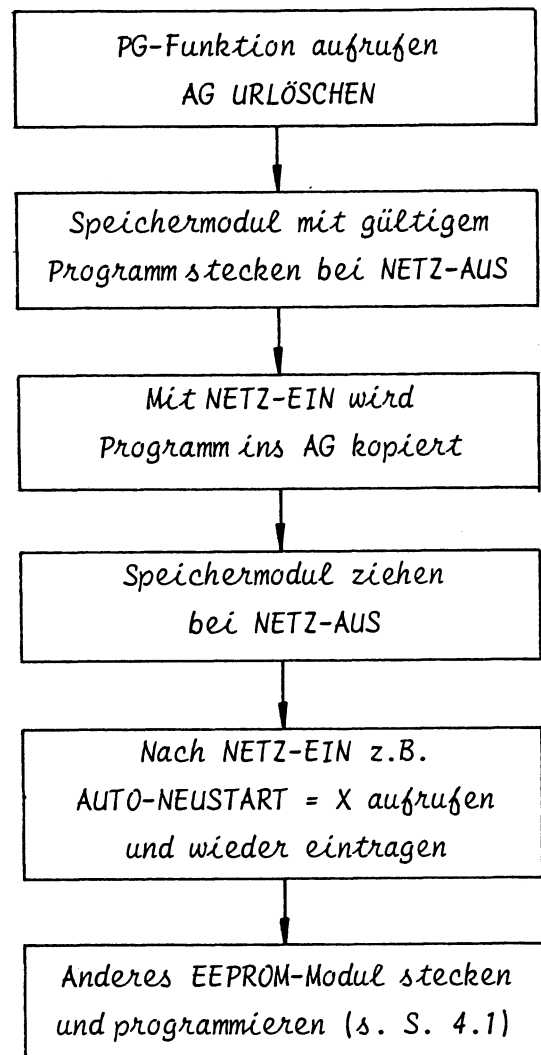 PG-Funktion aufrufen
AG URLÖSCHEN
Speichermodul mit gültigem
Programm stecken bei NETZ-AUS
Mit NETZ-EIN wird
Programm ins AG kopiert
Speichermodul ziehen
bei NETZ-AUS
Nach NETZ-EIN z.B.
AUTO-NEUSTART = X aufrufen
und wieder eintragen
Anderes EEPROM-Modul stecken
und programmieren (s. S. 4.1)